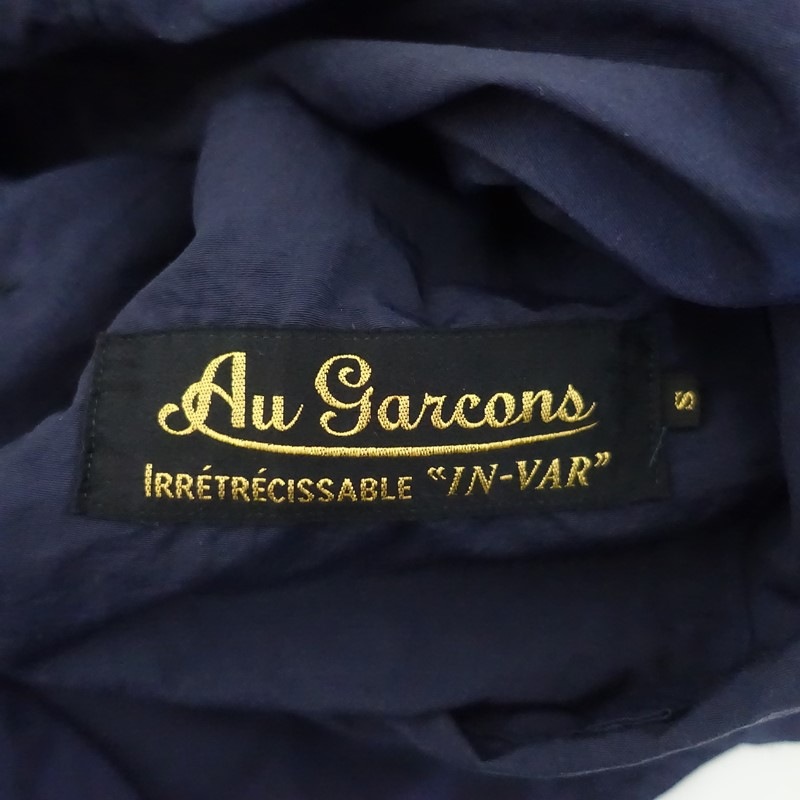 Au Garcons
IRRÉTRÉCISSABLE “IN-VAR”
S